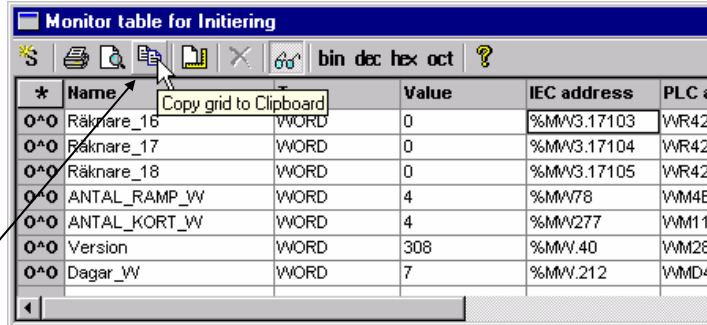 Monitor table for Initiering
S bin dec hex oct ?
* Name Value IEC address PLC a
Copy grid to Clipboard
0^0 Räknare_16 WORD 0 %MW3.17103 WR42
0^0 Räknare_17 WORD 0 %MW3.17104 WR42
0^0 Räknare_18 WORD 0 %MW3.17105 WR42
0^0 ANTAL_RAMP_W WORD 4 %MW78 WM4E
0^0 ANTAL_KORT_W WORD 4 %MW277 WM11
0^0 Version WORD 308 %MW.40 WM28
0^0 Dagar_W WORD 7 %MW.212 WMD4